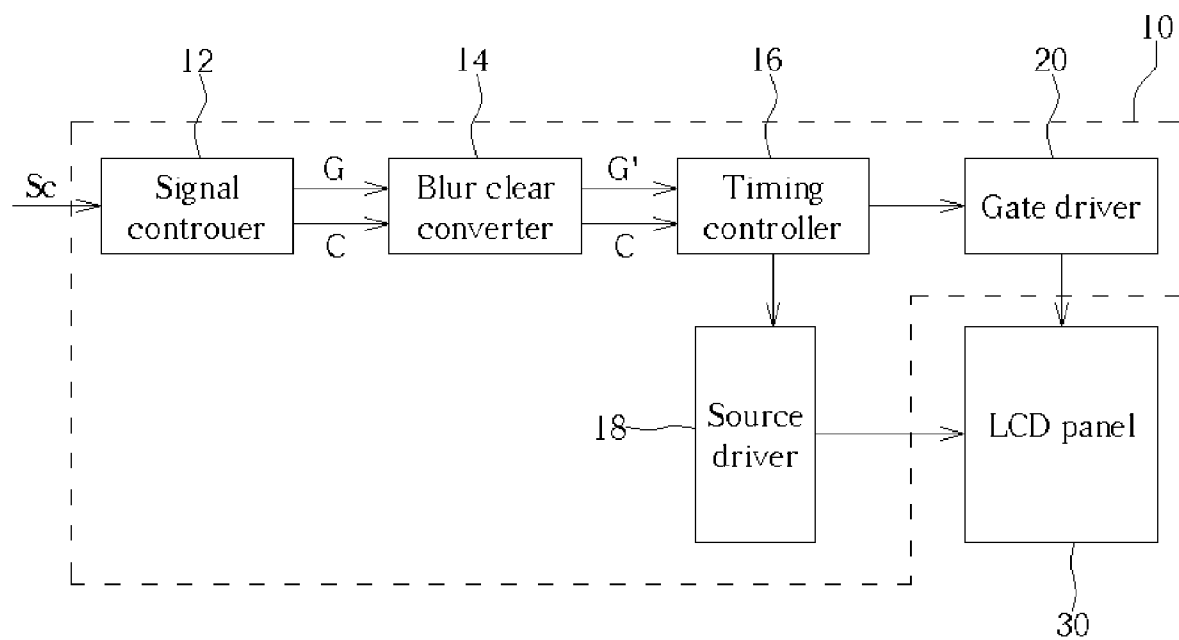 10
12
14
16
20
Sc
Signal
controuer
G
C
Blur clear
converter
G'
C
Timing
controller
Gate driver
18
Source
driver
LCD panel
30